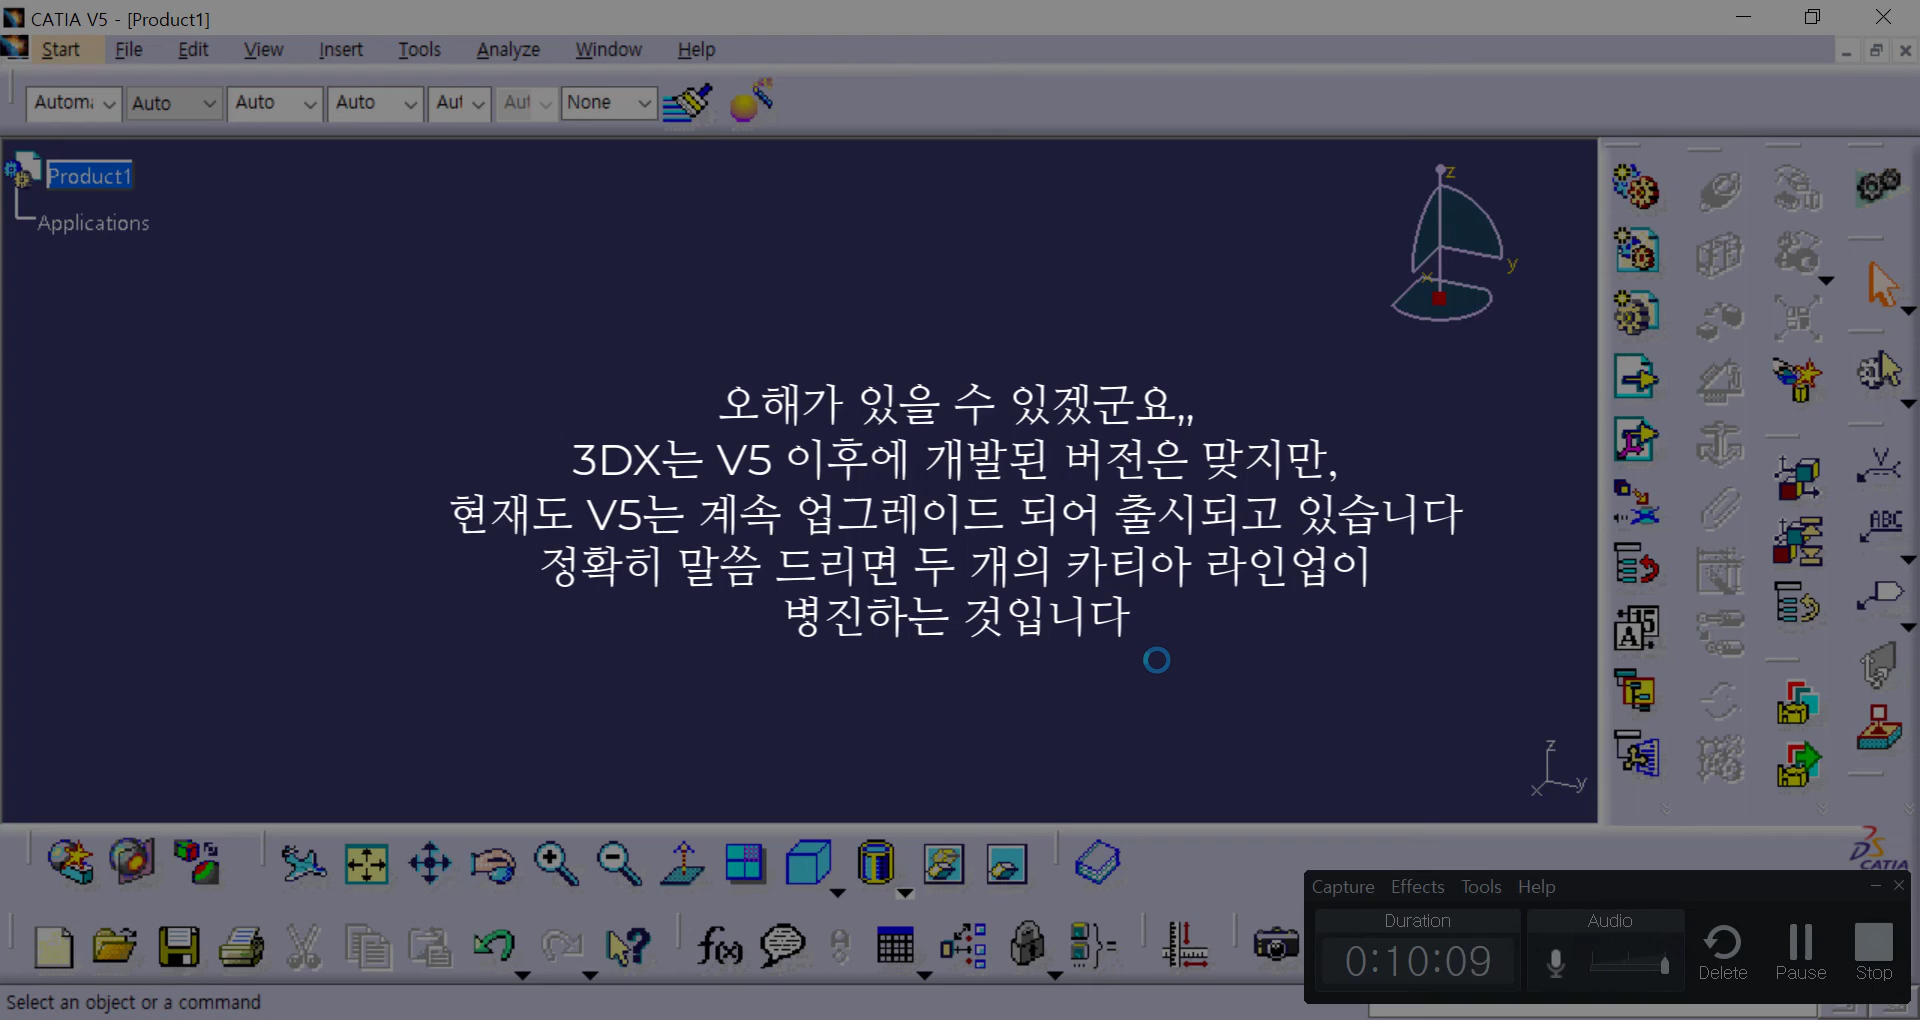 CATIA V5 - [Product1]
Start File Edit View Insert Tools Analyze Window Help
Auto Auto Auto None
Product1
Applications
z
y
x
오해가 있을 수 있겠군요,,
3DX는 V5 이후에 개발된 버전은 맞지만,
현재도 V5는 계속 업그레이드 되어 출시되고 있습니다
정확히 말씀 드리면 두 개의 카티아 라인업이
병진하는 것입니다
z
y
x
V
ABC
15
A
f(x)
DS
CATIA
Capture Effects Tools Help
Duration Audio
0:10:09
Delete Pause Stop
Select an object or a command